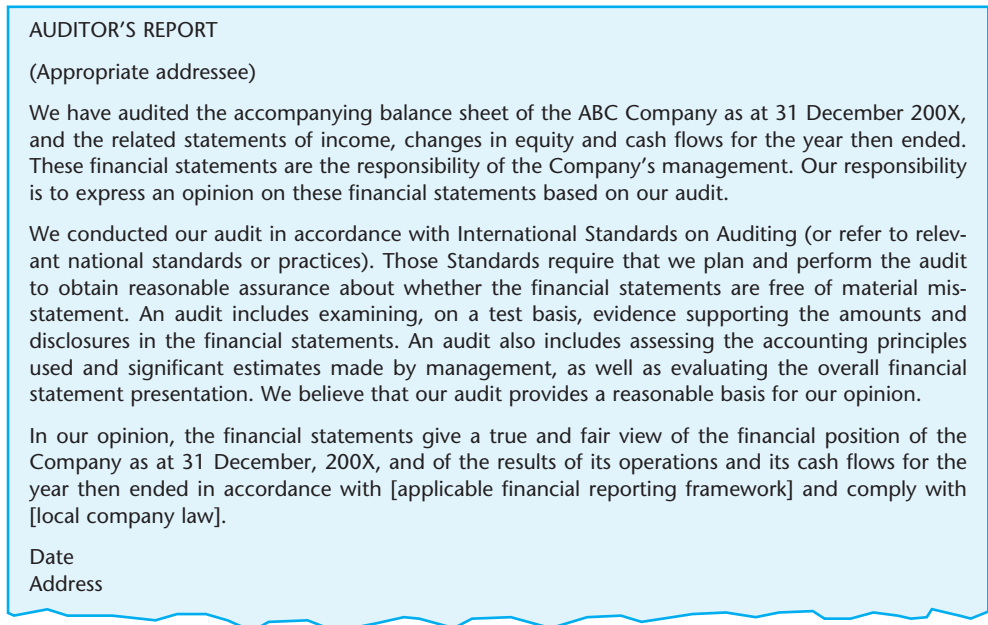 AUDITOR’S REPORT
(Appropriate addressee)
We have audited the accompanying balance sheet of the ABC Company as at 31 December 200X,
and the related statements of income, changes in equity and cash flows for the year then ended.
These financial statements are the responsibility of the Company’s management. Our responsibility
is to express an opinion on these financial statements based on our audit.
We conducted our audit in accordance with International Standards on Auditing (or refer to relev-
ant national standards or practices). Those Standards require that we plan and perform the audit
to obtain reasonable assurance about whether the financial statements are free of material mis-
statement. An audit includes examining, on a test basis, evidence supporting the amounts and
disclosures in the financial statements. An audit also includes assessing the accounting principles
used and significant estimates made by management, as well as evaluating the overall financial
statement presentation. We believe that our audit provides a reasonable basis for our opinion.
In our opinion, the financial statements give a true and fair view of the financial position of the
Company as at 31 December, 200X, and of the results of its operations and its cash flows for the
year then ended in accordance with [applicable financial reporting framework] and comply with
[local company law].
Date
Address